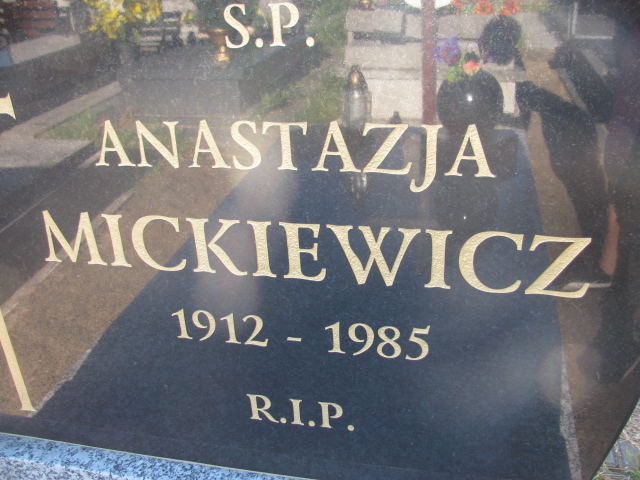 S.P.
ANASTAZJA
MICKIEWICZ
1912 - 1985
R.I.P.